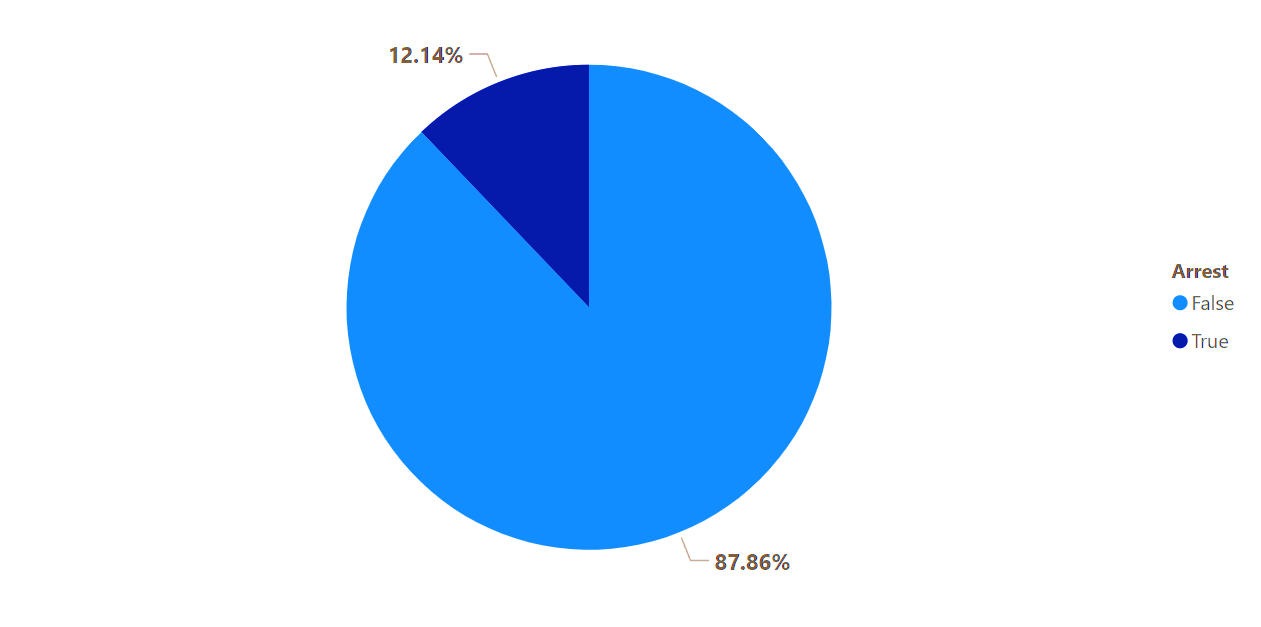 12.14%
87.86%
Arrest
False
True